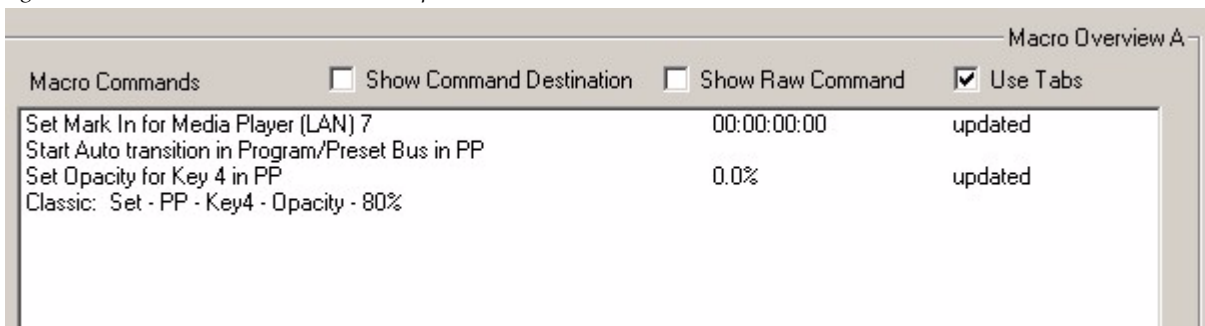 Macro Overview A
Macro Commands Show Command Destination Show Raw Command Use Tabs
Set Mark In for Media Player (LAN) 7 00:00:00:00 updated
Start Auto transition in Program/Preset Bus in PP
Set Opacity for Key 4 in PP 0.0% updated
Classic: Set - PP - Key4 - Opacity - 80%